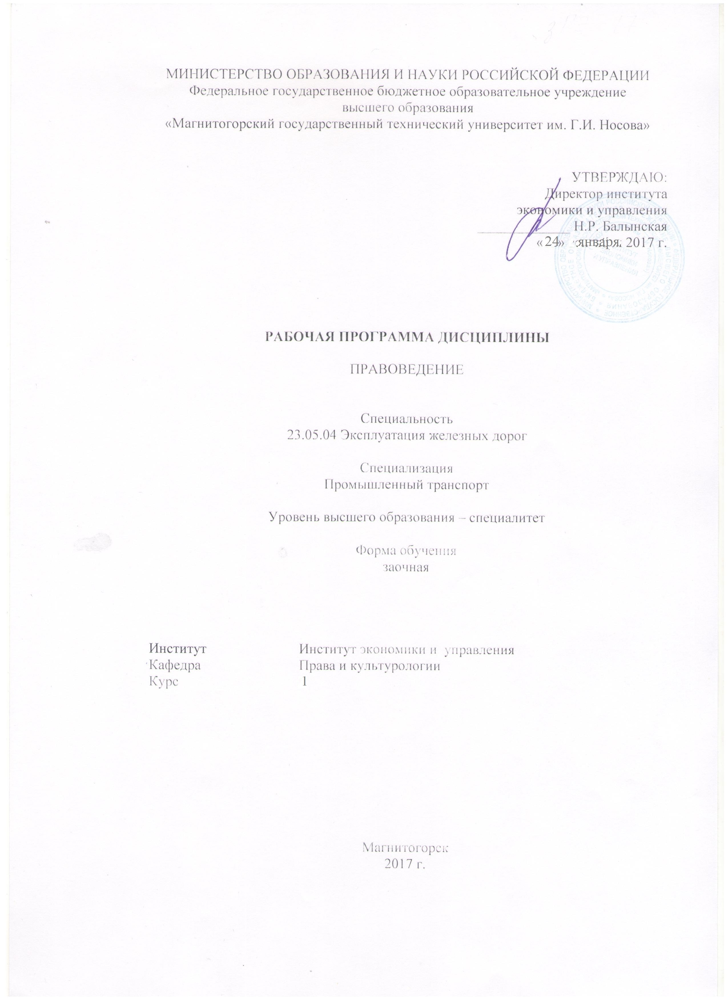 МИНИСТЕРСТВО ОБРАЗОВАНИЯ И НАУКИ РОССИЙСКОЙ ФЕДЕРАЦИИ
Федеральное государственное бюджетное образовательное учреждение
высшего образования
«Магнитогорский государственный технический университет им. Г.И. Носова»
УТВЕРЖДАЮ:
Директор института
экономики и управления
Н.Р. Балынская
«24» января 2017 г.
ИНСТИТУТ
ЭКОНОМИКИ
И УПРАВЛЕНИЯ
РАБОЧАЯ ПРОГРАММА ДИСЦИПЛИНЫ
ПРАВОВЕДЕНИЕ
Специальность
23.05.04 Эксплуатация железных дорог
Специализация
Промышленный транспорт
Уровень высшего образования – специалитет
Форма обучения
заочная
Институт Институт экономики и управления
Кафедра Права и культурологии
Курс 1
Магнитогорск
2017 г.